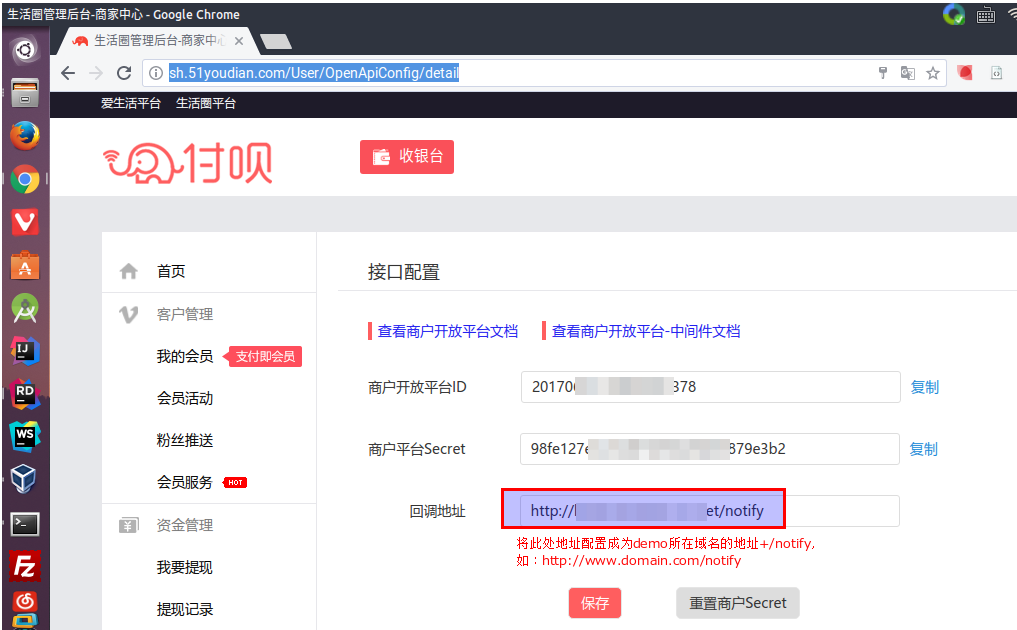 生活圈管理后台-商家中心 - Google Chrome
生活圈管理后台-商家中心
sh.51youdian.com/User/OpenApiConfig/detail
爱生活平台 生活圈平台
付呗
收银台
首页
客户管理
我的会员 支付即会员
会员活动
粉丝推送
会员服务 HOT
资金管理
我要提现
提现记录
接口配置
查看商户开放平台文档 查看商户开放平台-中间件文档
商户开放平台ID 20170 378 复制
商户平台Secret 98fe127e 879e3b2 复制
回调地址 http:// et/notify
将此处地址配置成为demo所在域名的地址+/notify,
如：http://www.domain.com/notify
保存 重置商户Secret
IJ
RD
WS